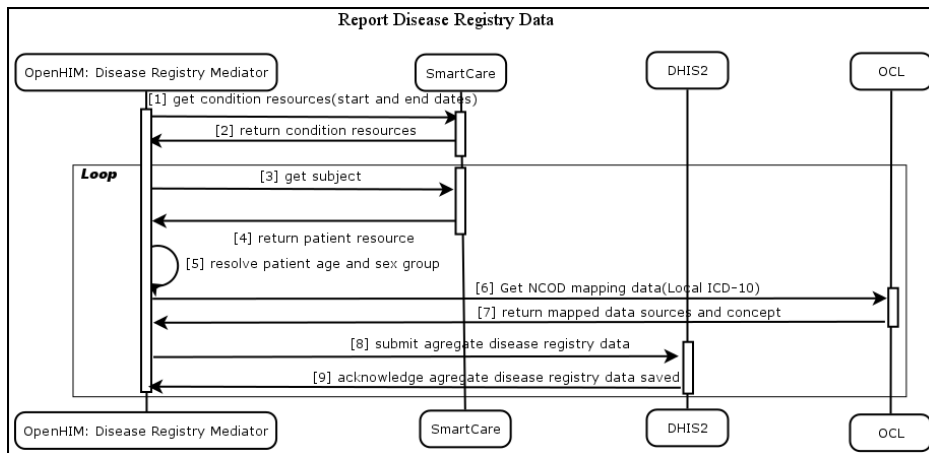 Report Disease Registry Data
OpenHIM: Disease Registry Mediator
SmartCare
DHIS2
OCL
[1] get condition resources(start and end dates)
[2] return condition resources
Loop
[3] get subject
[4] return patient resource
[5] resolve patient age and sex group
[6] Get NCOD mapping data(Local ICD-10)
[7] return mapped data sources and concept
[8] submit agregate disease registry data
[9] acknowledge agregate disease registry data saved
OpenHIM: Disease Registry Mediator
SmartCare
DHIS2
OCL